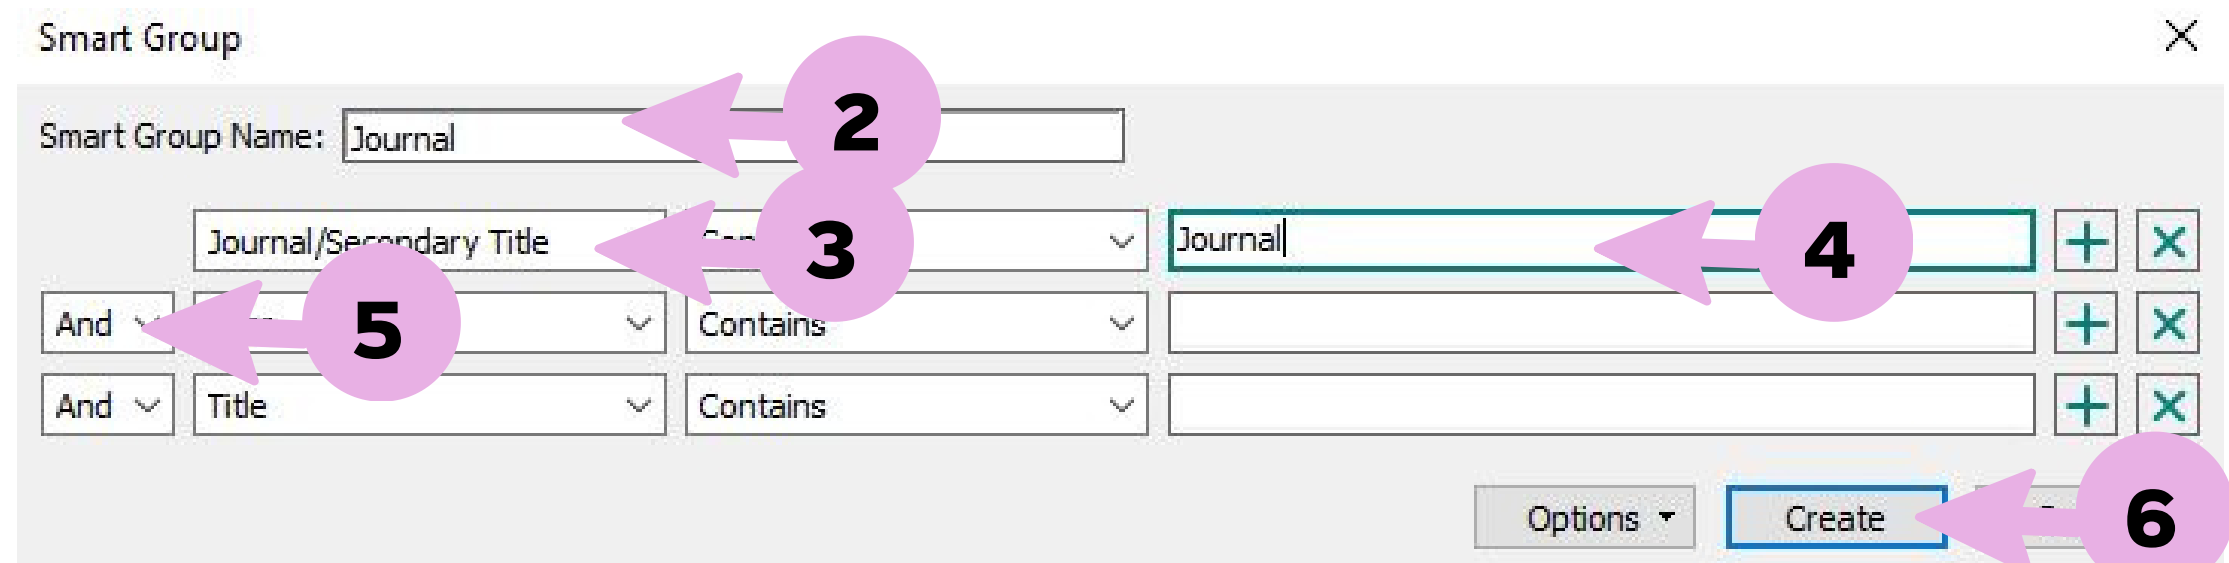 Smart Group
Smart Group Name: Journal 2
Journal/Secondary Title 3 Journal 4
And 5 Contains
And Title Contains
Options Create 6